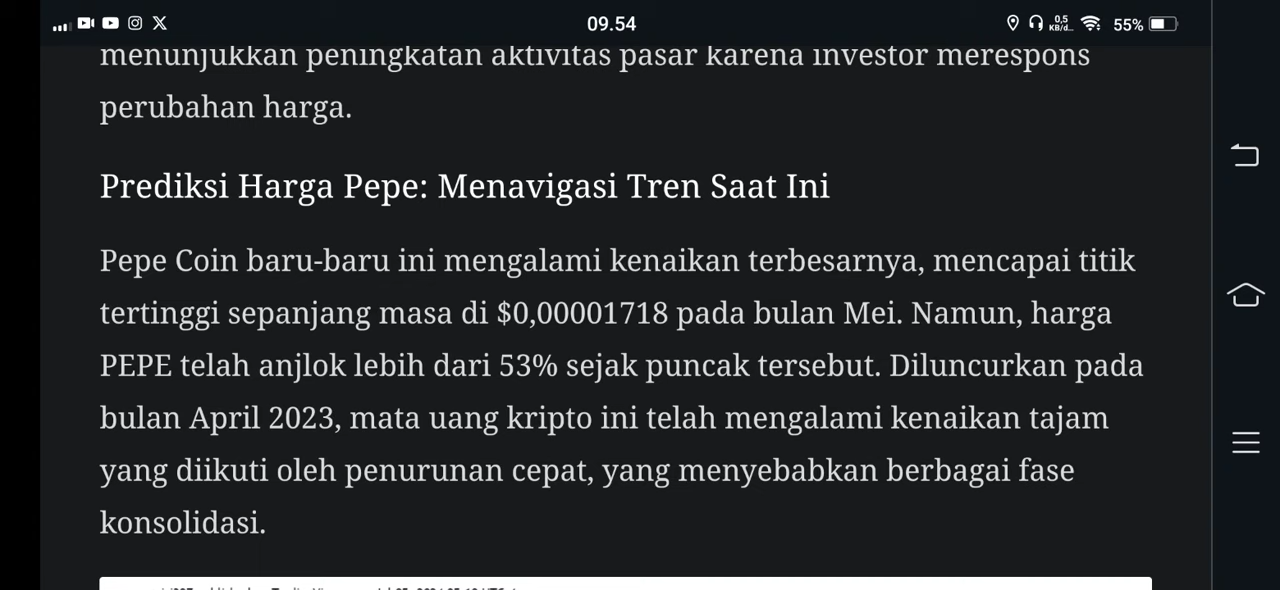 09.54
0,5
KB/d...
55%
menunjukkan peningkatan aktivitas pasar karena investor merespons
perubahan harga.
Prediksi Harga Pepe: Menavigasi Tren Saat Ini
Pepe Coin baru-baru ini mengalami kenaikan terbesarnya, mencapai titik
tertinggi sepanjang masa di $0,00001718 pada bulan Mei. Namun, harga
PEPE telah anjlok lebih dari 53% sejak puncak tersebut. Diluncurkan pada
bulan April 2023, mata uang kripto ini telah mengalami kenaikan tajam
yang diikuti oleh penurunan cepat, yang menyebabkan berbagai fase
konsolidasi.